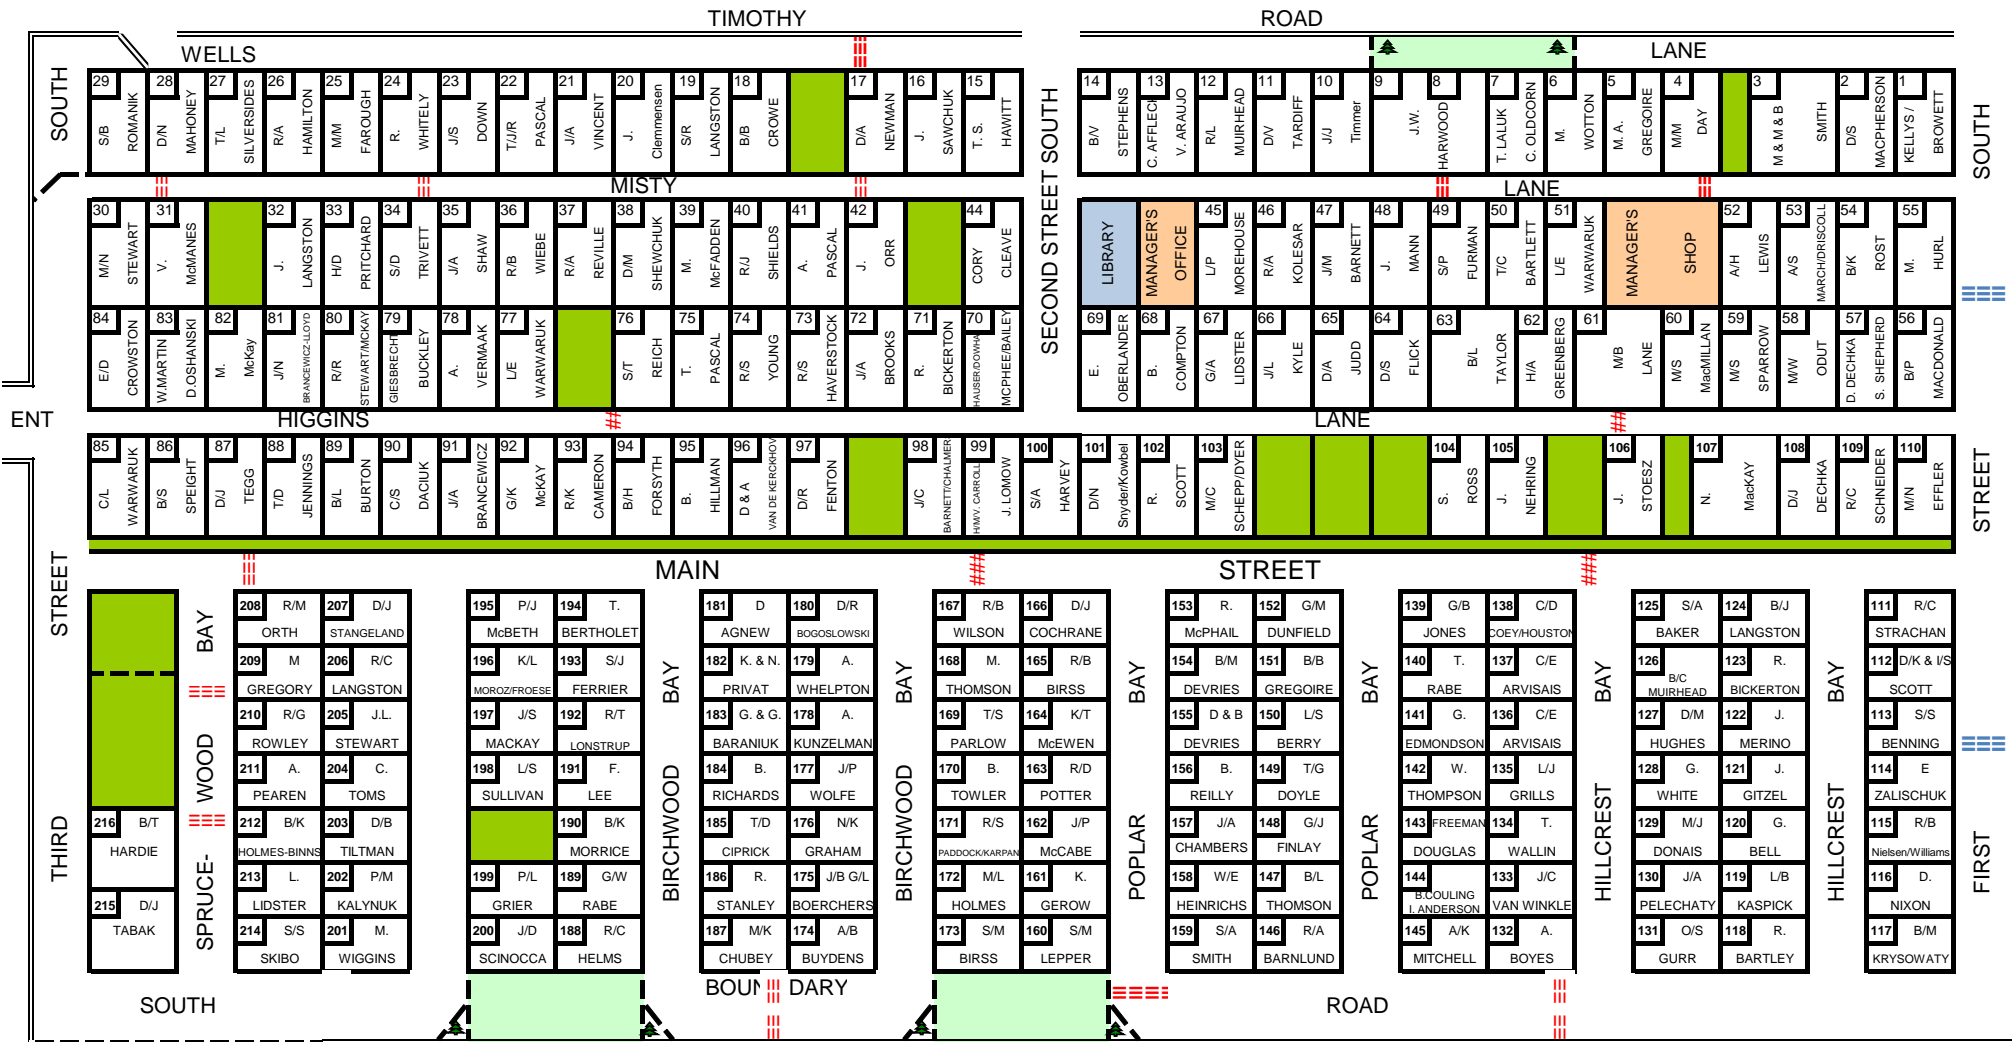 TIMOTHY ROAD
WELLS LANE
SOUTH
29 S/B ROMANIK
28 D/N MAHONEY
27 T/L SILVERSIDES
26 R/A HAMILTON
25 M/M FAROUGH
24 R. WHITELY
23 J/S DOWN
22 T/J/R PASCAL
21 J/A VINCENT
20 J. Clemmensen
19 S/R LANGSTON
18 B/B CROWE
17 D/A NEWMAN
16 J. SAWCHUK
15 T. S. HAWITT
SECOND STREET SOUTH
14 B/V STEPHENS
13 C. AFFLECK V. ARAUJO
12 R/L MUIRHEAD
11 D/V TARDIFF
10 J/J Timmer
9 J.W.
8 HARWOOD
7 T. LALUK C. OLDCORN
6 M. WOTTON
5 M. A. GREGOIRE
4 M/M DAY
3 M & M & B SMITH
2 D/S MACPHERSON
1 KELLYS / BROWETT
SOUTH
MISTY LANE
30 M/N STEWART
31 V. McMANES
32 J. LANGSTON
33 H/D PRITCHARD
34 S/D TRIVETT
35 J/A SHAW
36 R/B WIEBE
37 R/A REVILLE
38 D/M SHEWCHUK
39 M. McFADDEN
40 R/J SHIELDS
41 A. PASCAL
42 J. ORR
44 CORY CLEAVE
LIBRARY
MANAGER'S OFFICE
45 L/P MOREHOUSE
46 R/A KOLESAR
47 J/M BARNETT
48 J. MANN
49 S/P FURMAN
50 T/C BARTLETT
51 L/E WARWARUK
MANAGER'S SHOP
52 A/H LEWIS
53 A/S MARCH/DRISCOLL
54 B/K ROST
55 M. HURL
84 E/D CROWSTON
83 W.MARTIN D.OSHANSKI
82 M. McKay
81 J/N BRANCEWICZ-LLOYD
80 R/R STEWART/MCKAY
79 GIESBRECHT BUCKLEY
78 A. VERMAAK
77 L/E WARWARUK
76 S/T REICH
75 T. PASCAL
74 R/S YOUNG
73 R/S HAVERSTOCK
72 J/A BROOKS
71 R. BICKERTON
70 HAUSER/DOWHA MCPHEE/BAILEY
69 E. OBERLANDER
68 B. COMPTON
67 G/A LIDSTER
66 J/L KYLE
65 D/A JUDD
64 D/S FLICK
63 B/L TAYLOR
62 H/A GREENBERG
61 M/B LANE
60 M/S MacMILLAN
59 M/S SPARROW
58 M/W ODUT
57 D. DECHKA S. SHEPHERD
56 B/P MACDONALD
ENT
HIGGINS LANE
85 C/L WARWARUK
86 B/S SPEIGHT
87 D/J TEGG
88 T/D JENNINGS
89 B/L BURTON
90 C/S DACIUK
91 J/A BRANCEWICZ
92 G/K McKAY
93 R/K CAMERON
94 B/H FORSYTH
95 B. HILLMAN
96 D & A VAN DE KERCKHOV
97 D/R FENTON
98 J/C BARNETT/CHALMER
99 H/M/V. CARROLL J. LOMOW
100 S/A HARVEY
101 D/N Snyder/Kowbel
102 R. SCOTT
103 M/C SCHEPP/DYER
104 S. ROSS
105 J. NEHRING
106 J. STOESZ
107 N. MacKAY
108 D/J DECHKA
109 R/C SCHNEIDER
110 M/N EFFLER
STREET
MAIN STREET
STREET
THIRD
216 B/T HARDIE
215 D/J TABAK
BAY
WOOD
SPRUCE-
208 R/M ORTH
207 D/J STANGELAND
209 M GREGORY
206 R/C LANGSTON
210 R/G ROWLEY
205 J.L. STEWART
211 A. PEAREN
204 C. TOMS
212 B/K HOLMES-BINNS
203 D/B TILTMAN
213 L. LIDSTER
202 P/M KALYNUK
214 S/S SKIBO
201 M. WIGGINS
195 P/J McBETH
194 T. BERTHOLET
196 K/L MOROZ/FROESE
193 S/J FERRIER
197 J/S MACKAY
192 R/T LONSTRUP
198 L/S SULLIVAN
191 F. LEE
190 B/K MORRICE
199 P/L GRIER
189 G/W RABE
200 J/D SCINOCCA
188 R/C HELMS
BAY
BIRCHWOOD
181 D AGNEW
180 D/R BOGOSLOWSKI
182 K. & N. PRIVAT
179 A. WHELPTON
183 G. & G. BARANIUK
178 A. KUNZELMAN
184 B. RICHARDS
177 J/P WOLFE
185 T/D CIPRICK
176 N/K GRAHAM
186 R. STANLEY
175 J/B G/L BOERCHERS
187 M/K CHUBEY
174 A/B BUYDENS
BAY
BIRCHWOOD
167 R/B WILSON
166 D/J COCHRANE
168 M. THOMSON
165 R/B BIRSS
169 T/S PARLOW
164 K/T McEWEN
170 B. TOWLER
163 R/D POTTER
171 R/S PADDOCK/KARPAN
162 J/P McCABE
172 M/L HOLMES
161 K. GEROW
173 S/M BIRSS
160 S/M LEPPER
BAY
POPLAR
153 R. McPHAIL
152 G/M DUNFIELD
154 B/M DEVRIES
151 B/B GREGOIRE
155 D & B DEVRIES
150 L/S BERRY
156 B. REILLY
149 T/G DOYLE
157 J/A CHAMBERS
148 G/J FINLAY
158 W/E HEINRICHS
147 B/L THOMSON
159 S/A SMITH
146 R/A BARNLUND
BAY
POPLAR
139 G/B JONES
138 C/D COEY/HOUSTON
140 T. RABE
137 C/E ARVISAIS
141 G. EDMONDSON
136 C/E ARVISAIS
142 W. THOMPSON
135 L/J GRILLS
143 FREEMAN DOUGLAS
134 T. WALLIN
144 B.COULING I. ANDERSON
133 J/C VAN WINKLE
145 A/K MITCHELL
132 A. BOYES
BAY
HILLCREST
125 S/A BAKER
124 B/J LANGSTON
126 B/C MUIRHEAD
123 R. BICKERTON
127 D/M HUGHES
122 J. MERINO
128 G. WHITE
121 J. GITZEL
129 M/J DONAIS
120 G. BELL
130 J/A PELECHATY
119 L/B KASPICK
131 O/S GURR
118 R. BARTLEY
BAY
HILLCREST
111 R/C STRACHAN
112 D/K & I/S SCOTT
113 S/S BENNING
114 E ZALISCHUK
115 R/B Nielsen/Williams
116 D. NIXON
117 B/M KRYSOWATY
FIRST
SOUTH BOUN DARY ROAD